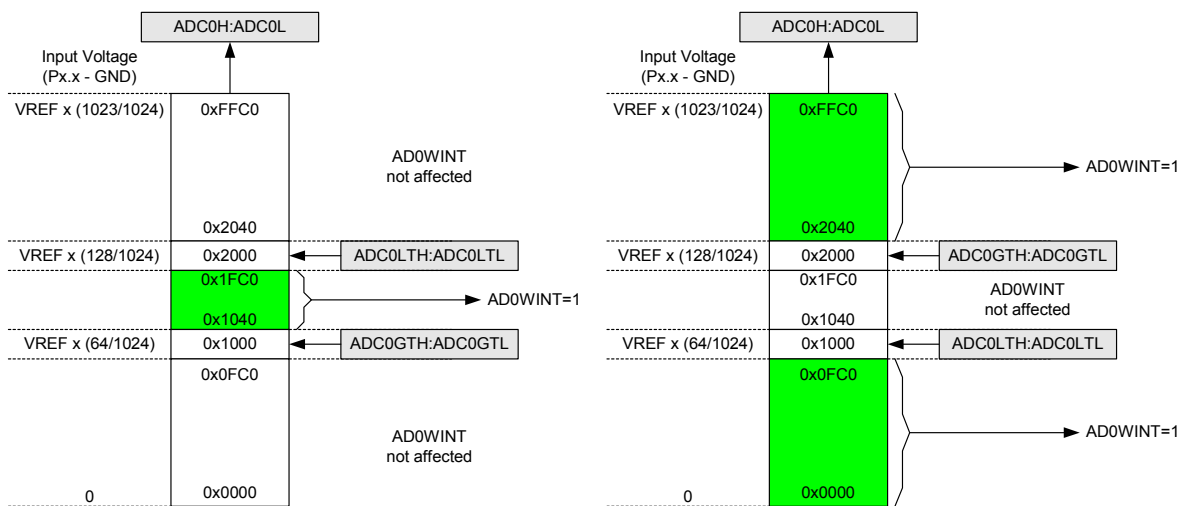 ADC0H:ADC0L
Input Voltage
(Px.x - GND)
VREF x (1023/1024)
0xFFC0
AD0WINT
not affected
0x2040
VREF x (128/1024)
0x2000
ADC0LTH:ADC0LTL
0x1FC0
AD0WINT=1
0x1040
VREF x (64/1024)
0x1000
ADC0GTH:ADC0GTL
0x0FC0
AD0WINT
not affected
0
0x0000
ADC0H:ADC0L
Input Voltage
(Px.x - GND)
VREF x (1023/1024)
0xFFC0
AD0WINT=1
0x2040
VREF x (128/1024)
0x2000
ADC0GTH:ADC0GTL
0x1FC0
AD0WINT
not affected
0x1040
VREF x (64/1024)
0x1000
ADC0LTH:ADC0LTL
0x0FC0
AD0WINT=1
0
0x0000